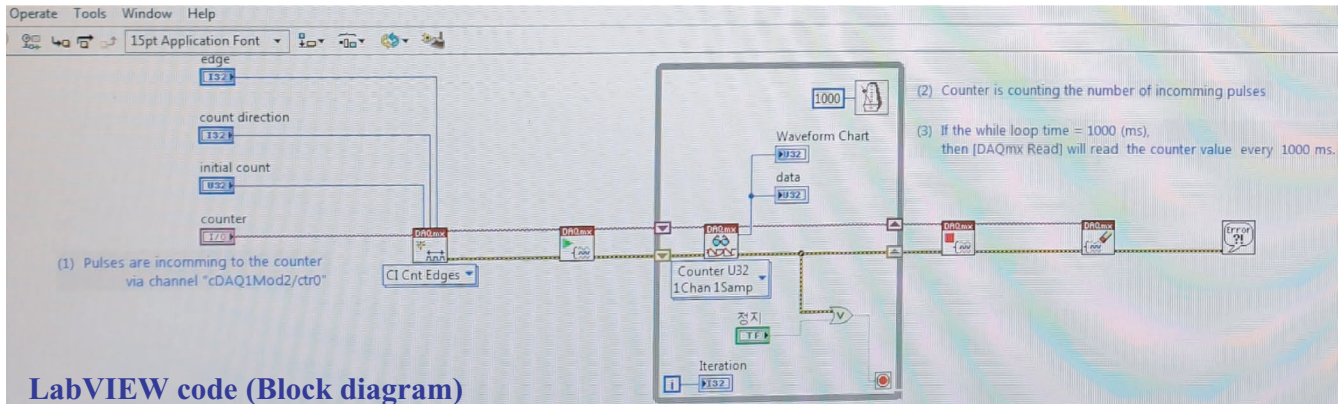 Operate Tools Window Help
15pt Application Font
edge
I32
count direction
I32
initial count
U32
counter
I/O
(1) Pulses are incomming to the counter
via channel "cDAQ1Mod2/ctr0"
DAQmx
CI Cnt Edges
DAQmx
1000
Waveform Chart
U32
data
U32
DAQmx
Counter U32
1Chan 1Samp
정지
TF
Iteration
i
I32
DAQmx
DAQmx
Error
?!
(2) Counter is counting the number of incomming pulses
(3) If the while loop time = 1000 (ms),
then [DAQmx Read] will read the counter value every 1000 ms.
LabVIEW code (Block diagram)